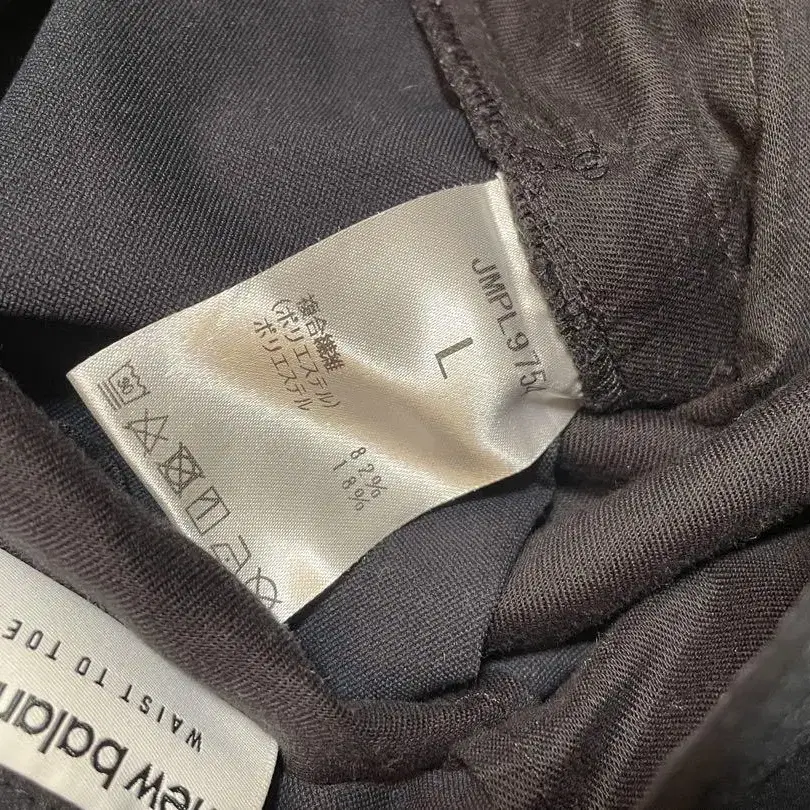 JMPL975
L
複合繊維
(ポリエステル) 82%
ポリエステル 18%
30
new balan
WAIST TO TOE